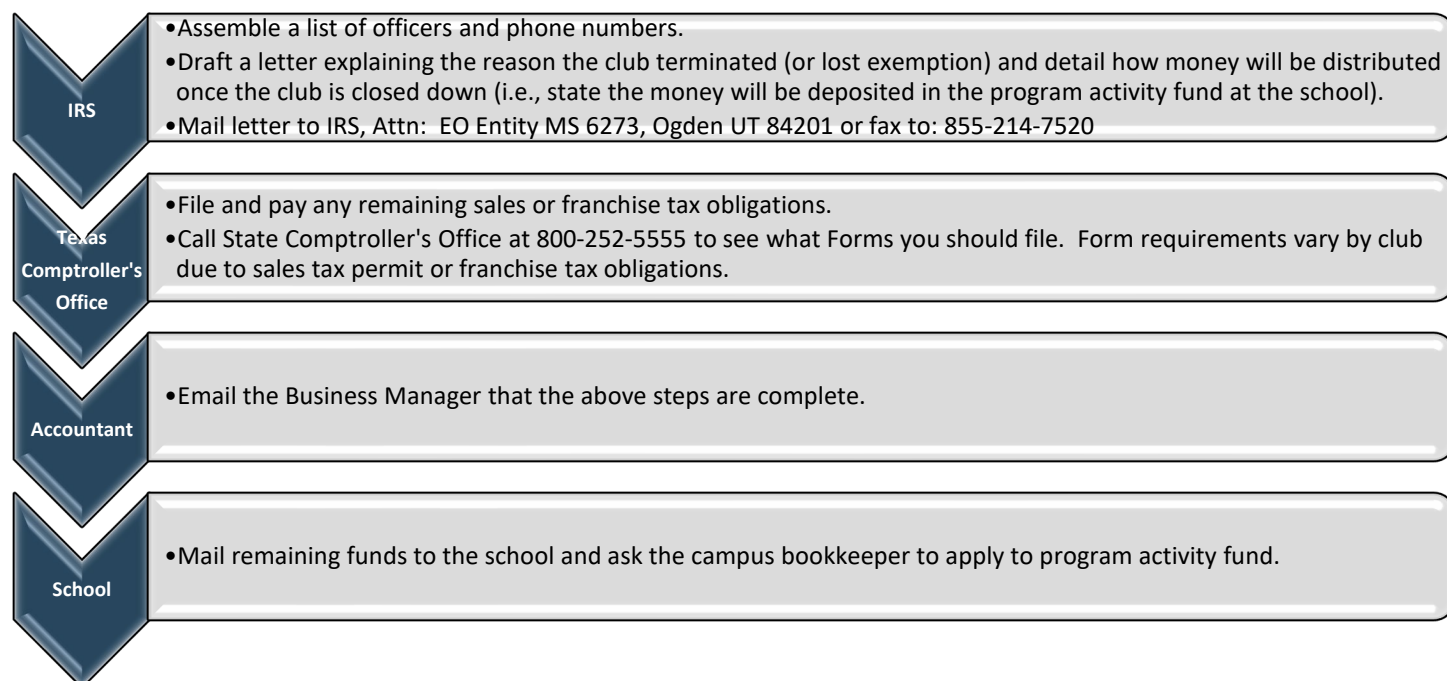 IRS
•Assemble a list of officers and phone numbers.
•Draft a letter explaining the reason the club terminated (or lost exemption) and detail how money will be distributed
once the club is closed down (i.e., state the money will be deposited in the program activity fund at the school).
•Mail letter to IRS, Attn:  EO Entity MS 6273, Ogden UT 84201 or fax to: 855-214-7520
Texas
Comptroller's
Office
•File and pay any remaining sales or franchise tax obligations.
•Call State Comptroller's Office at 800-252-5555 to see what Forms you should file.  Form requirements vary by club
due to sales tax permit or franchise tax obligations.
Accountant
•Email the Business Manager that the above steps are complete.
School
•Mail remaining funds to the school and ask the campus bookkeeper to apply to program activity fund.